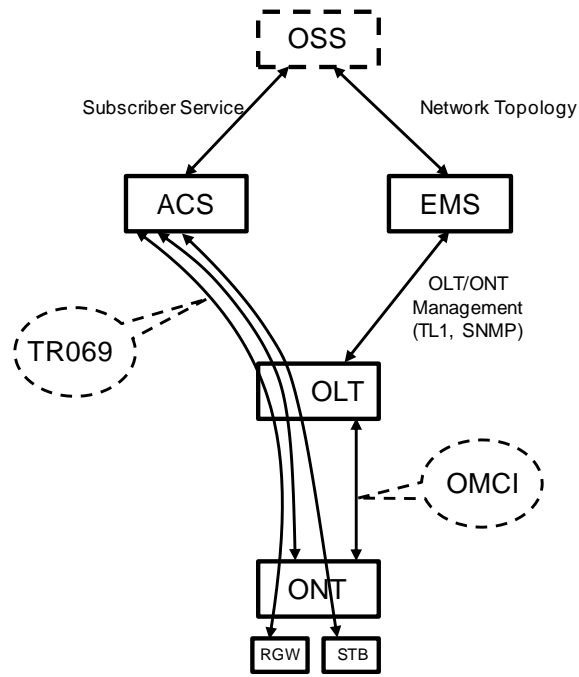 OSS
Subscriber Service
Network Topology
ACS
EMS
OLT/ONT
Management
(TL1, SNMP)
TR069
OLT
OMCI
ONT
RGW
STB